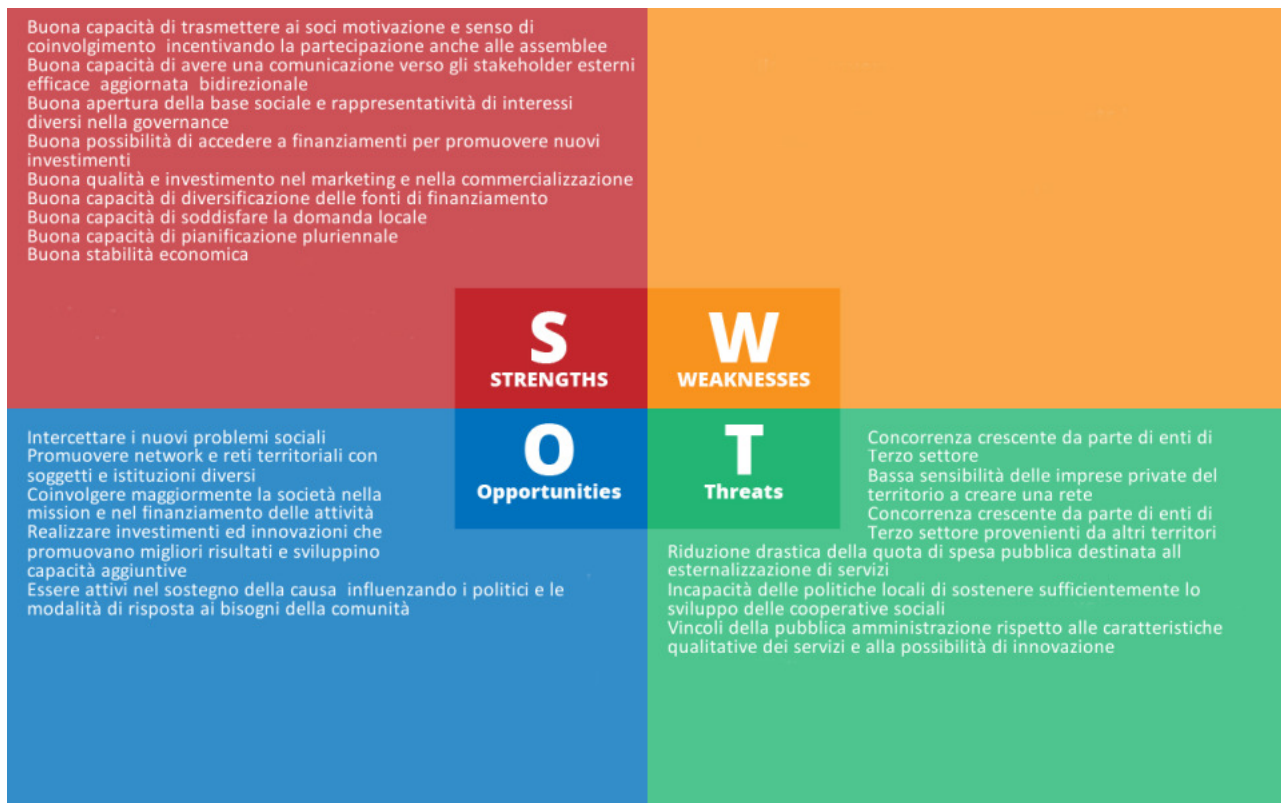 Buona capacità di trasmettere ai soci motivazione e senso di
coinvolgimento incentivando la partecipazione anche alle assemblee
Buona capacità di avere una comunicazione verso gli stakeholder esterni
efficace aggiornata bidirezionale
Buona apertura della base sociale e rappresentatività di interessi
diversi nella governance
Buona possibilità di accedere a finanziamenti per promuovere nuovi
investimenti
Buona qualità e investimento nel marketing e nella commercializzazione
Buona capacità di diversificazione delle fonti di finanziamento
Buona capacità di soddisfare la domanda locale
Buona capacità di pianificazione pluriennale
Buona stabilità economica
S
STRENGTHS
W
WEAKNESSES
Intercettare i nuovi problemi sociali
Promuovere network e reti territoriali con
soggetti e istituzioni diversi
Coinvolgere maggiormente la società nella
mission e nel finanziamento delle attività
Realizzare investimenti ed innovazioni che
promuovano migliori risultati e sviluppino
capacità aggiuntive
Essere attivi nel sostegno della causa influenzando i politici e le
modalità di risposta ai bisogni della comunità
O
Opportunities
T
Threats
Concorrenza crescente da parte di enti di
Terzo settore
Bassa sensibilità delle imprese private del
territorio a creare una rete
Concorrenza crescente da parte di enti di
Terzo settore provenienti da altri territori
Riduzione drastica della quota di spesa pubblica destinata all
esternalizzazione di servizi
Incapacità delle politiche locali di sostenere sufficientemente lo
sviluppo delle cooperative sociali
Vincoli della pubblica amministrazione rispetto alle caratteristiche
qualitative dei servizi e alla possibilità di innovazione